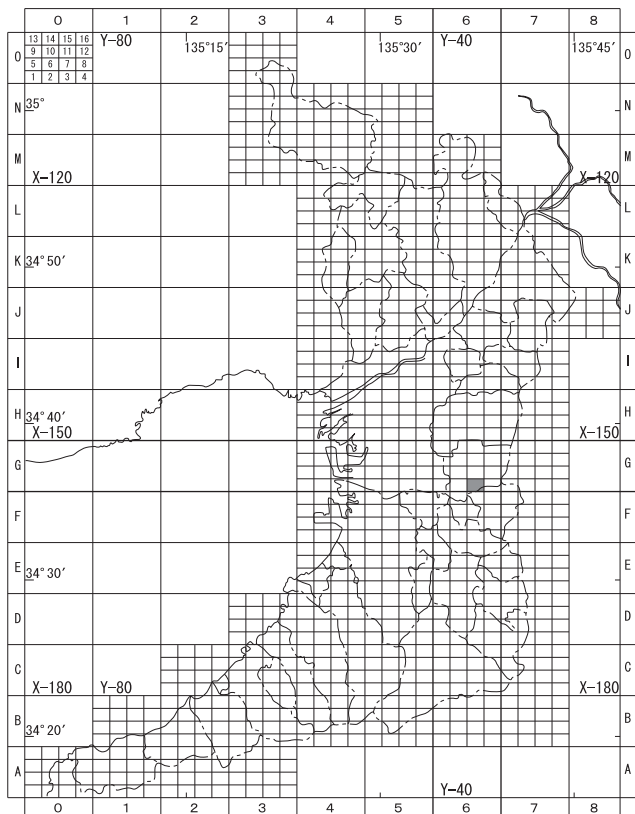 0 1 2 3 4 5 6 7 8
13 14 15 16 Y-80 135°15′ 135°30′ Y-40 135°45′
9 10 11 12
O 5 6 7 8 O
1 2 3 4
N 35° N
M M
X-120 X-120
L L
K 34°50′ K
J J
I I
H 34°40′ H
X-150 X-150
G G
F F
E 34°30′ E
D D
C C
X-180 Y-80 X-180
B 34°20′ B
A A
Y-40
0 1 2 3 4 5 6 7 8